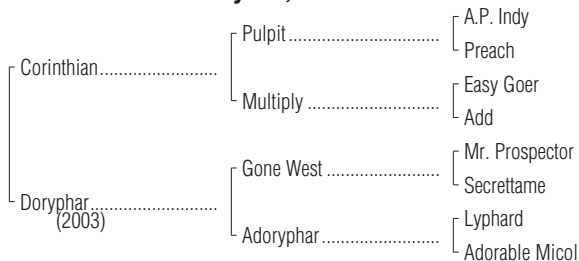 A.P. Indy
Pulpit
Preach
Corinthian
Easy Goer
Multiply
Add
Mr. Prospector
Gone West
Secrettame
Doryphar
(2003)
Lyphard
Adoryphar
Adorable Micol